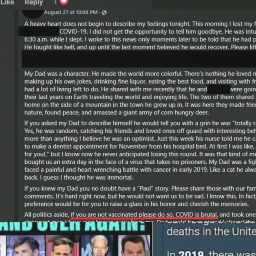 Like Reply
August 27 at 10:08 PM
A heavy heart does not begin to describe my feelings tonight. This morning I lost my f
COVID-19. I did not get the opportunity to tell him goodbye. He was intub
6:30 a.m. while I slept. I woke to this news only moments later to be told that he had p
He fought like hell, and up until the last moment believed he would recover. Please lift
My Dad was a character. He made the world more colorful. There's nothing he loved m
making up his own jokes, drinking fine liquor, eating the best food, and visiting with fr
had a lot of living left to do. He shared with me recently that he and were goin
their last years on Earth traveling the world and enjoying life. The two of them shared
home on the side of a mountain in the town he grew up in. It was here they made frien
nature, found peace, and amassed a giant army of corn hungry deer.
If you asked my Dad to describe himself he would tell you with a grin he was "totally r
Yes, he was random, catching his friends and loved ones off guard with interesting beh
more than anything I believe he was an optimist. Just this week his nurse told me he c
to make a dentist appointment from his hospital bed. At first I was like,
for you!," but I know now he never anticipated losing this round. It was that kind of m
bought us an extra day in the face of a virus that takes no prisoners. My Dad was a figh
faced a painful and heart wrenching battle with cancer in early 2019. Like a cat he alwa
back. I guess I thought he was immortal.
If you knew my Dad you no doubt have a "Paul" story. Please share those with our fam
comments. It's hard right now, but he would not want us to be sad. I know this. In fact,
preference would be for you to raise a glass in his honor and cherish the memories.
All politics aside, if you are not vaccinated please do so. COVID is brutal, and took one
AND OVER AGAIN!
deaths in the Unite
in 2019, there was